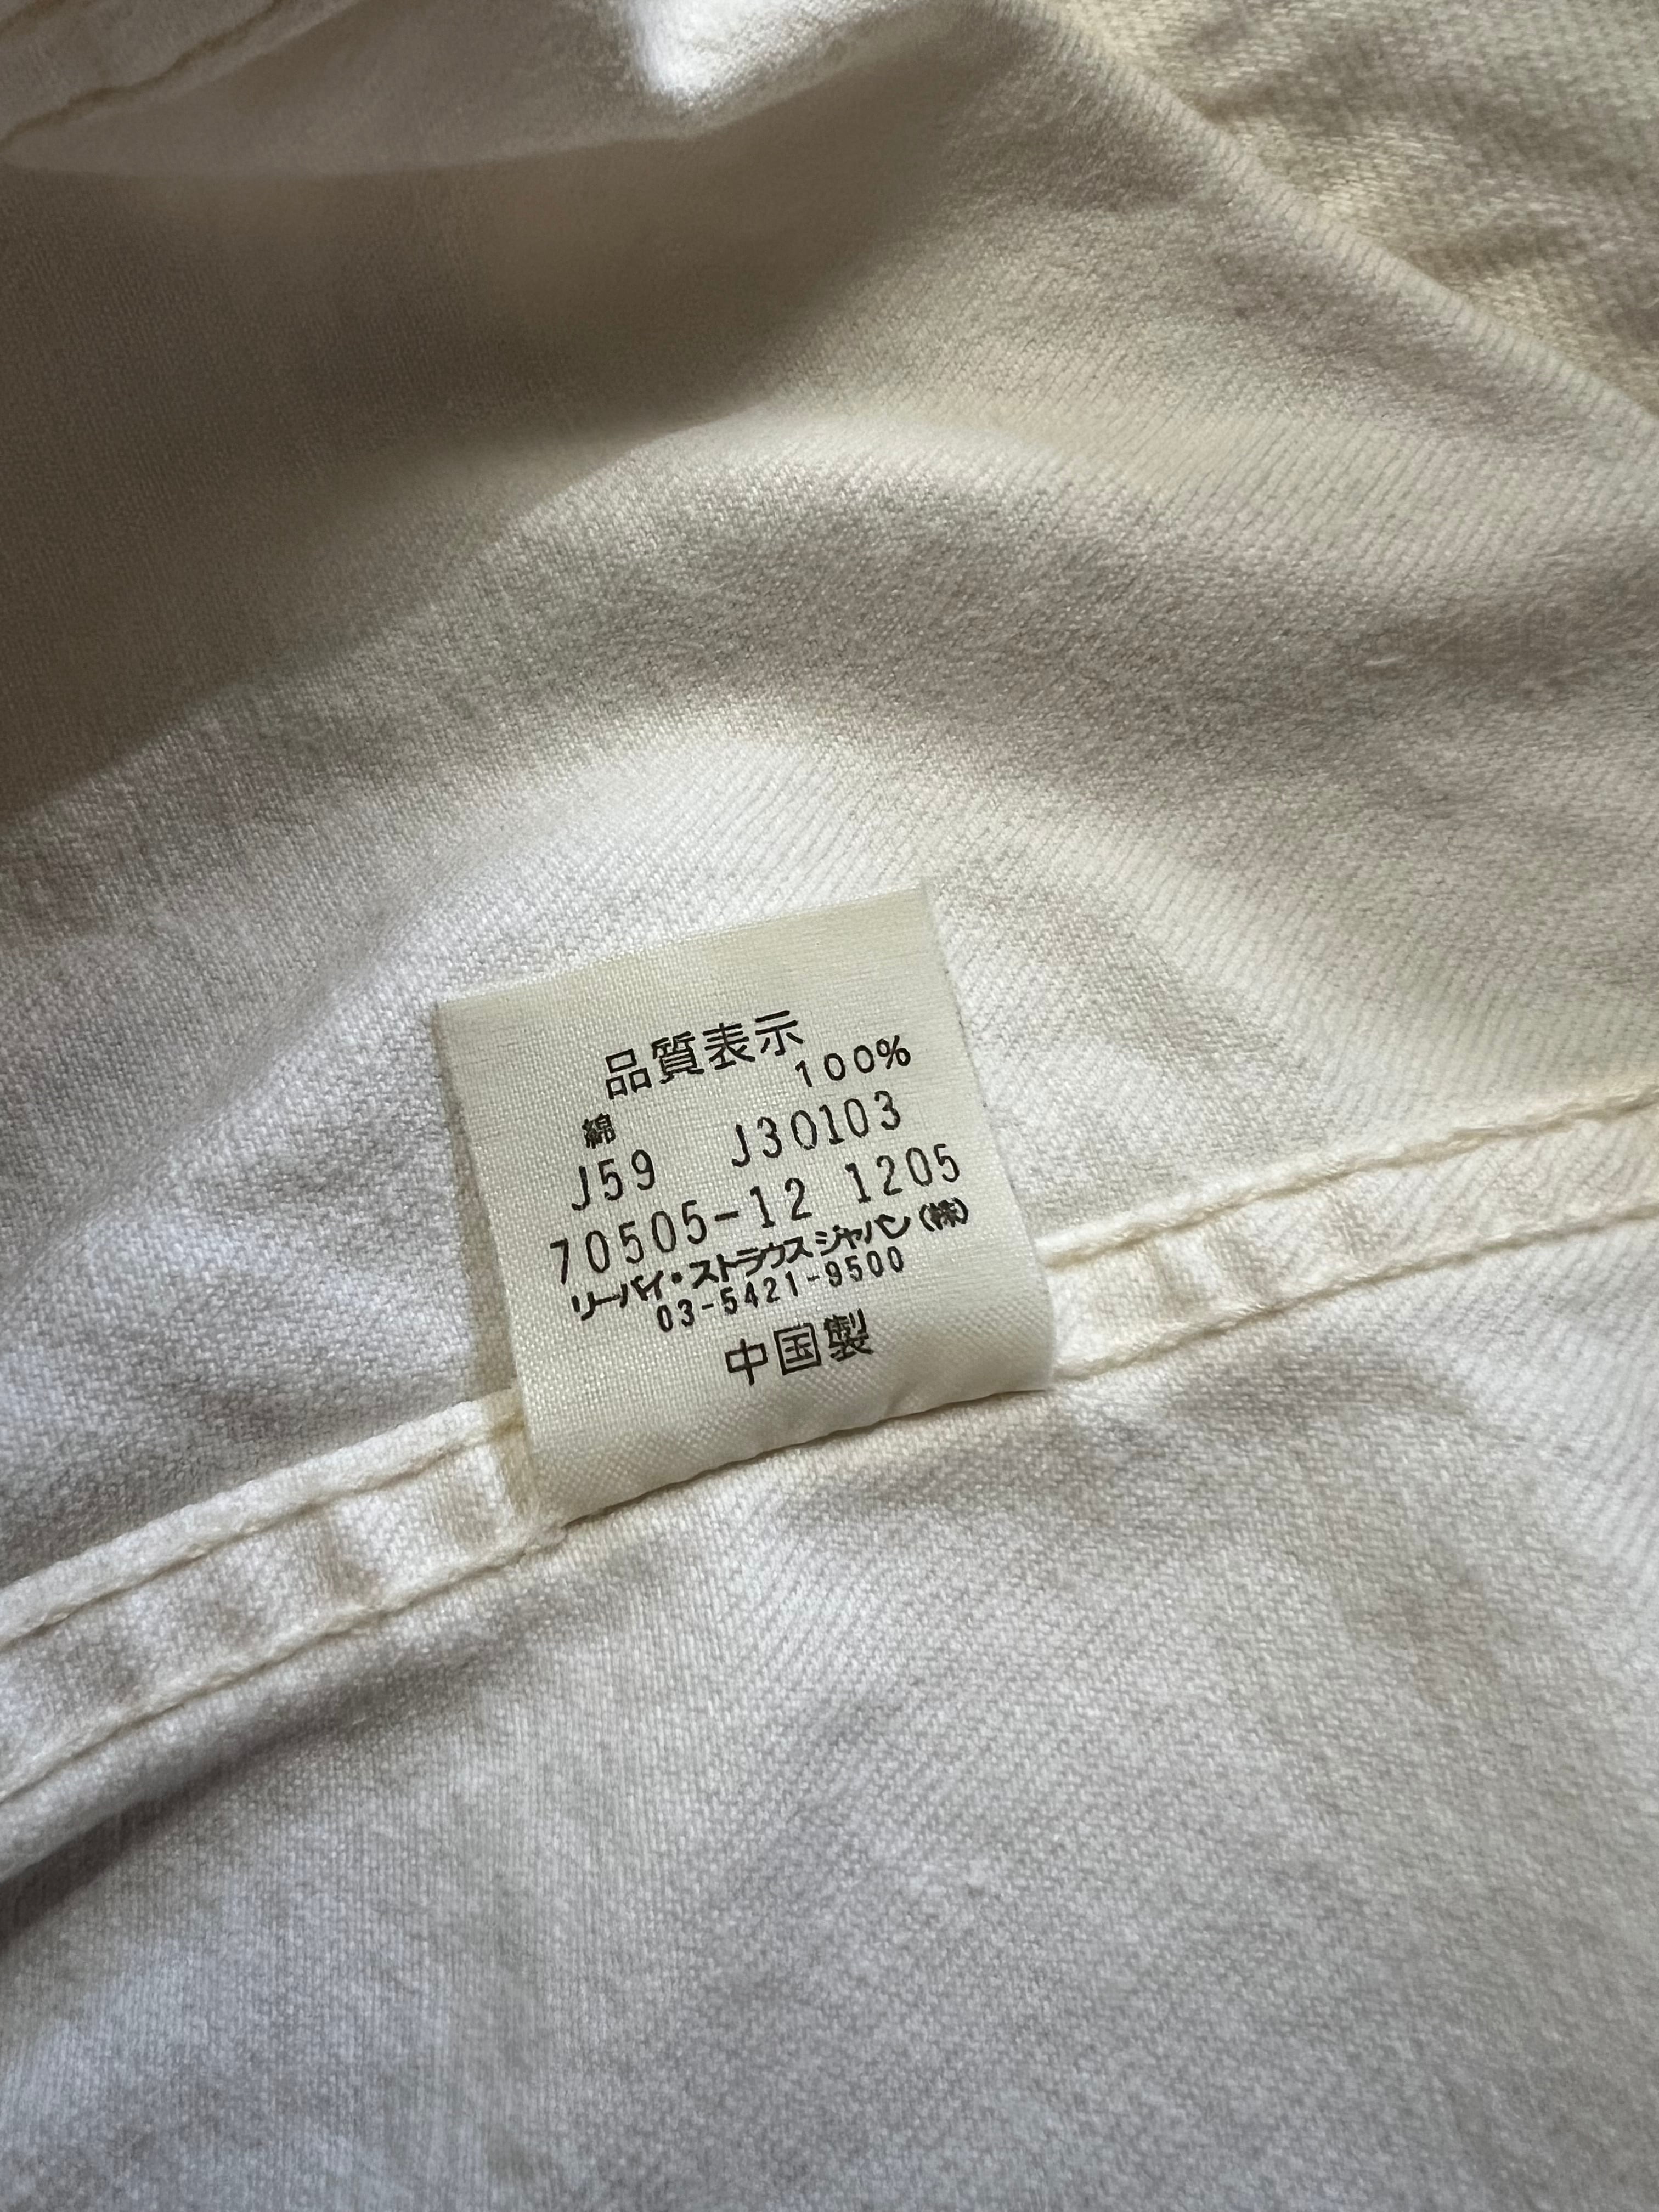 品質表示
綿 100%
J59 J30103
70505-12 1205
リーバイ・ストラウス ジャパン(株)
03-5421-9500
中国製